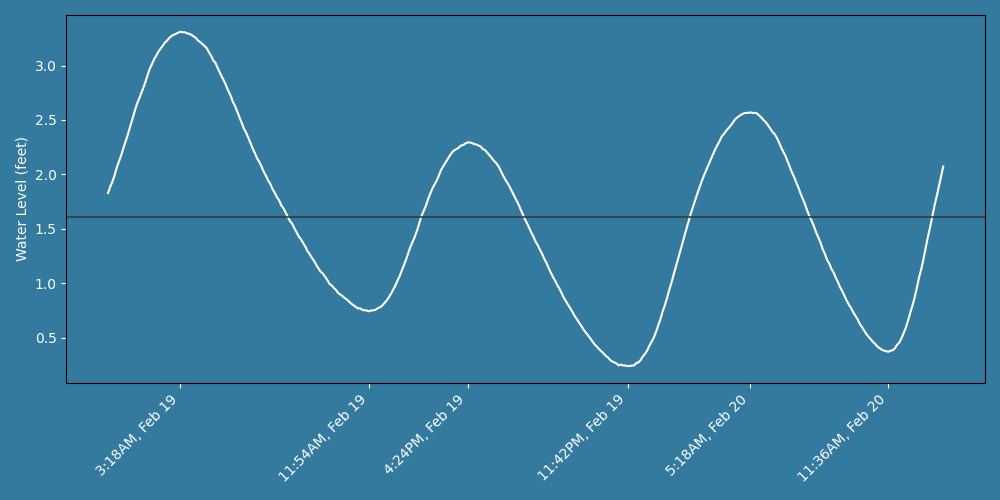 Water Level (feet)
3.0
2.5
2.0
1.5
1.0
0.5
3:18AM, Feb 19
11:54AM, Feb 19
4:24PM, Feb 19
11:42PM, Feb 19
5:18AM, Feb 20
11:36AM, Feb 20